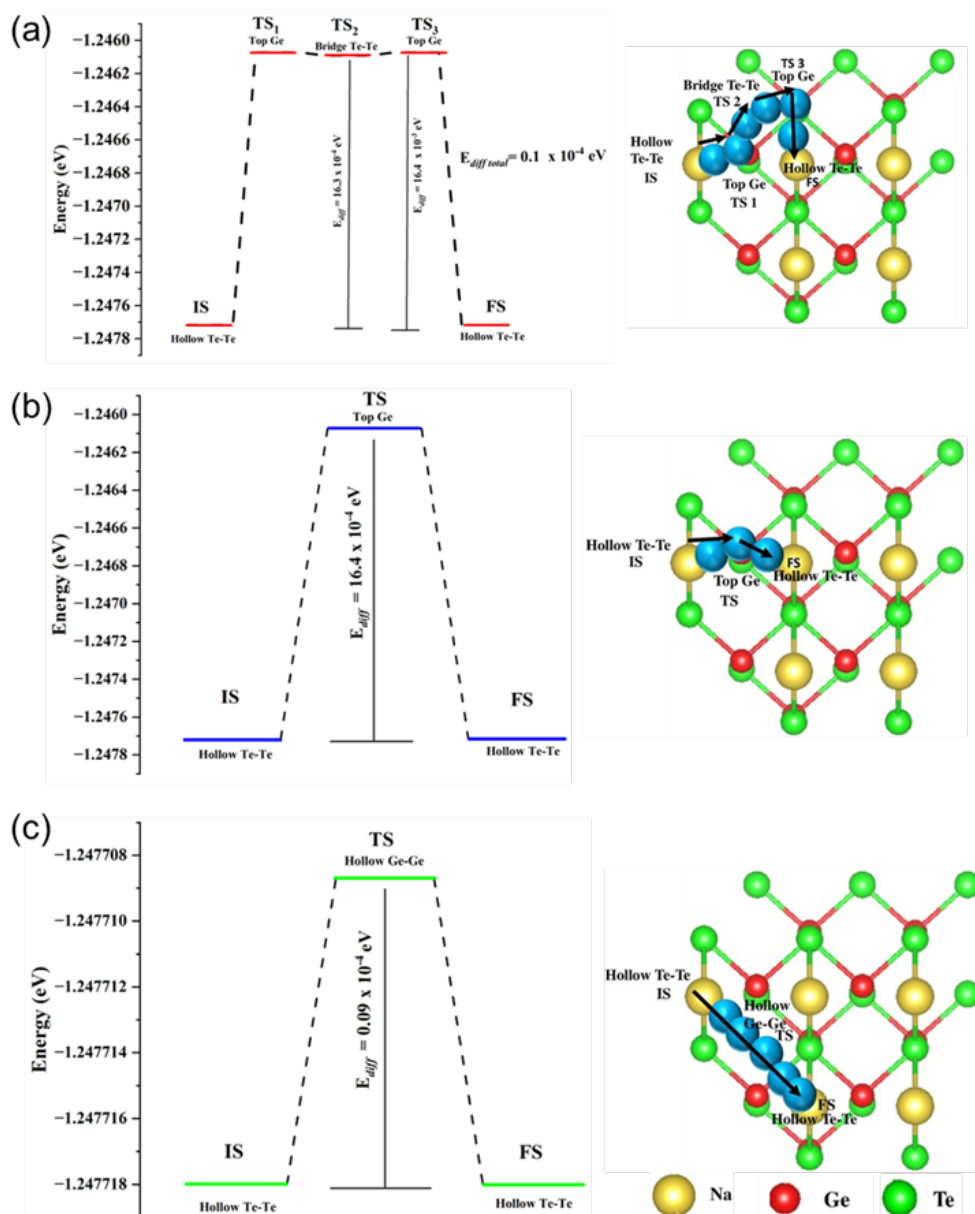 (a)
TS1
Top Ge
TS2
Bridge Te-Te
TS3
Top Ge
−1.2460
−1.2462
−1.2464
−1.2466
−1.2468
−1.2470
−1.2472
−1.2474
−1.2476
−1.2478
Energy (eV)
Ediff = 16.3 x 10⁻⁴ eV
Ediff = 16.4 x 10⁻³ eV
Ediff total = 0.1 x 10⁻⁴ eV
IS
Hollow Te-Te
FS
Hollow Te-Te
TS 3
Top Ge
Bridge Te-Te
TS 2
Hollow
Te-Te
IS
Top Ge
TS 1
Hollow Te-Te
FS
(b)
TS
Top Ge
−1.2460
−1.2462
−1.2464
−1.2466
−1.2468
−1.2470
−1.2472
−1.2474
−1.2476
−1.2478
Energy (eV)
Ediff = 16.4 x 10⁻⁴ eV
IS
Hollow Te-Te
FS
Hollow Te-Te
Hollow Te-Te
IS
Top Ge
TS
FS
Hollow Te-Te
(c)
TS
Hollow Ge-Ge
−1.247708
−1.247710
−1.247712
−1.247714
−1.247716
−1.247718
Energy (eV)
Ediff = 0.09 x 10⁻⁴ eV
IS
Hollow Te-Te
FS
Hollow Te-Te
Hollow Te-Te
IS
Hollow
Ge-Ge
TS
FS
Hollow Te-Te
Na
Ge
Te